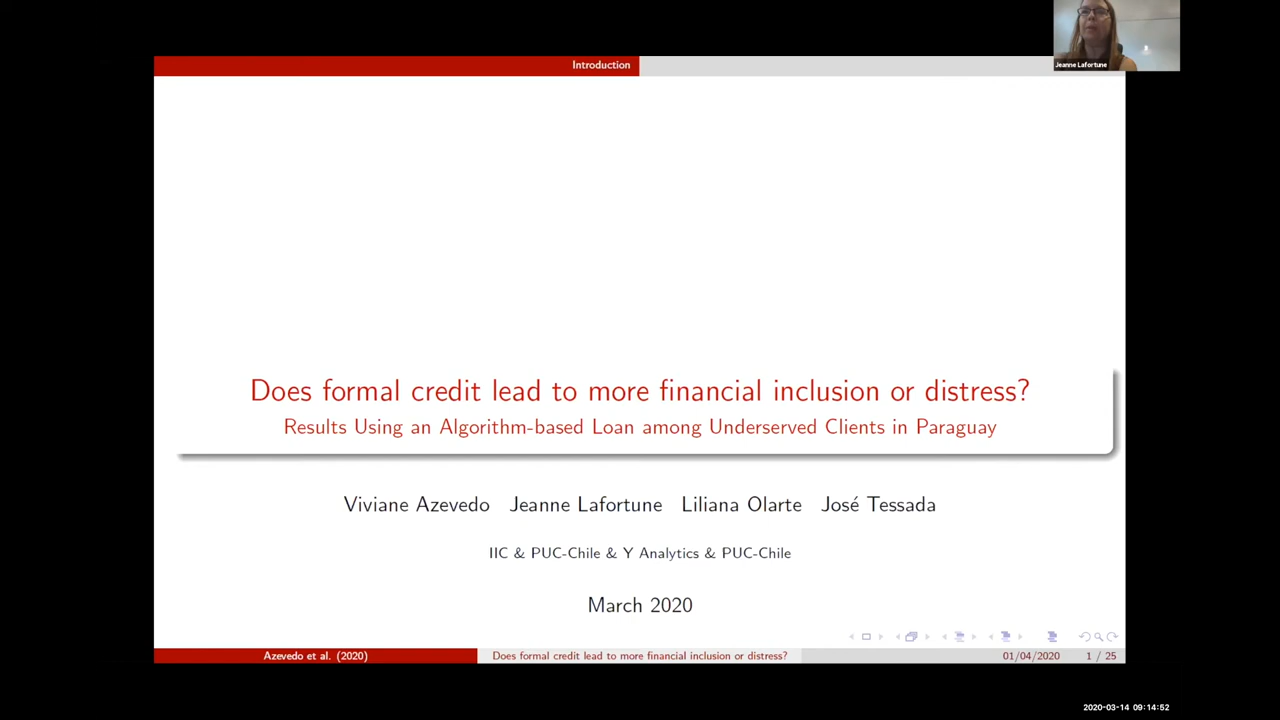 Jeanne Lafortune
Introduction
Does formal credit lead to more financial inclusion or distress?
Results Using an Algorithm-based Loan among Underserved Clients in Paraguay
Viviane Azevedo Jeanne Lafortune Liliana Olarte José Tessada
IIC & PUC-Chile & Y Analytics & PUC-Chile
March 2020
Azevedo et al. (2020) Does formal credit lead to more financial inclusion or distress? 01/04/2020 1 / 25
2020-03-14 09:14:52